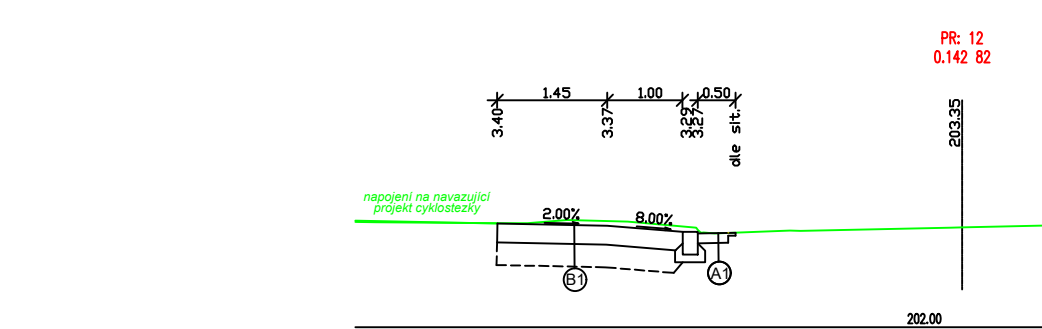 PR: 12
0.142 82
1.45 1.00 0.50
3.40 3.37 3.29 3.27 dle sit. 203.35
napojení na navazující
projekt cyklostezky
2.00% 8.00%
B1 A1
202.00